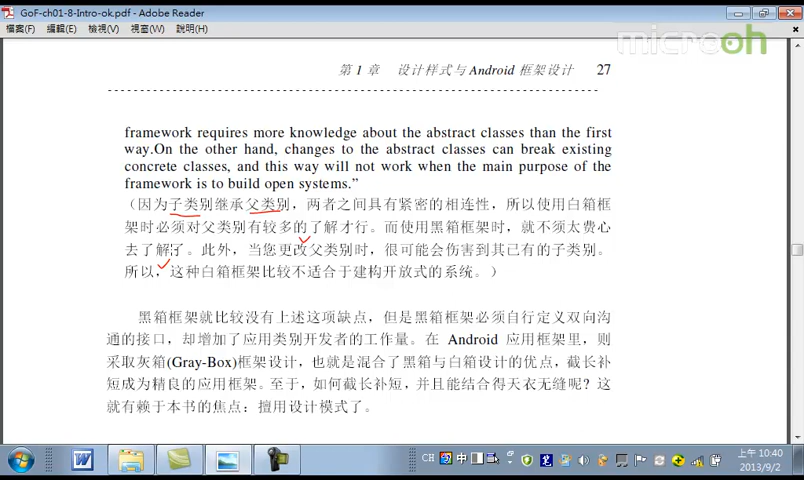 GoF-ch01-8-Intro-ok.pdf - Adobe Reader
檔案(F) 編輯(E) 檢視(V) 視窗(W) 說明(H)
microoh
第 1 章 设计样式与 Android 框架设计 27
framework requires more knowledge about the abstract classes than the first
way.On the other hand, changes to the abstract classes can break existing
concrete classes, and this way will not work when the main purpose of the
framework is to build open systems.”
（因为子类别继承父类别，两者之间具有紧密的相连性，所以使用白箱框
架时必须对父类别有较多的了解才行。而使用黑箱框架时，就不须太费心
去了解了。此外，当您更改父类别时，很可能会伤害到其已有的子类别。
所以，这种白箱框架比较不适合于建构开放式的系统。）
黑箱框架就比较没有上述这项缺点，但是黑箱框架必须自行定义双向沟
通的接口，却增加了应用类别开发者的工作量。在 Android 应用框架里，则
采取灰箱(Gray-Box)框架设计，也就是混合了黑箱与白箱设计的优点，截长补
短成为精良的应用框架。至于，如何截长补短，并且能结合得天衣无缝呢？这
就有赖于本书的焦点：擅用设计模式了。
CH 中
上午 10:40
2013/9/2